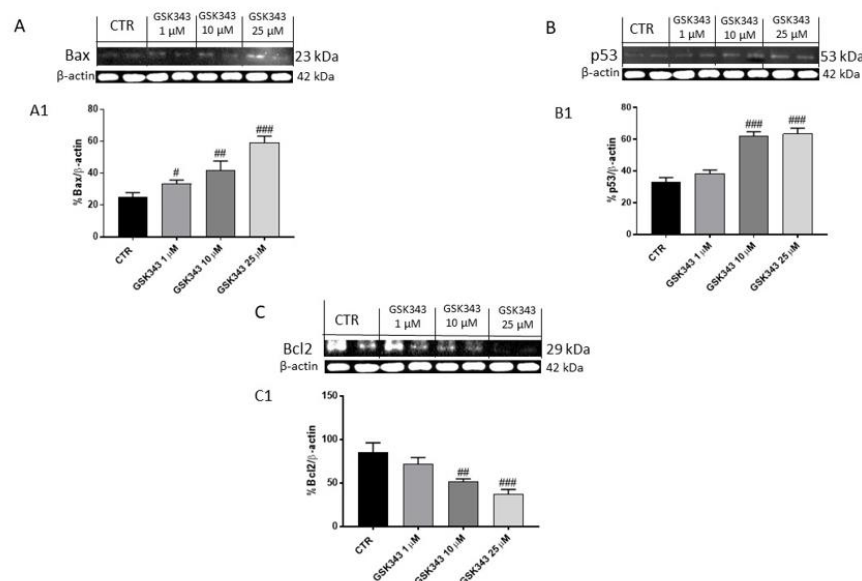 A
CTR
GSK343
1 µM
GSK343
10 µM
GSK343
25 µM
Bax
23 kDa
β-actin
42 kDa
A1
80
60
40
20
0
% Bax/β-actin
#
##
###
CTR
GSK343 1 µM
GSK343 10 µM
GSK343 25 µM
B
CTR
GSK343
1 µM
GSK343
10 µM
GSK343
25 µM
p53
53 kDa
β-actin
42 kDa
B1
80
60
40
20
0
% p53/β-actin
###
###
CTR
GSK343 1 µM
GSK343 10 µM
GSK343 25 µM
C
CTR
GSK343
1 µM
GSK343
10 µM
GSK343
25 µM
Bcl2
29 kDa
β-actin
42 kDa
C1
150
100
50
0
% Bcl2/β-actin
##
###
CTR
GSK343 1 µM
GSK343 10 µM
GSK343 25 µM